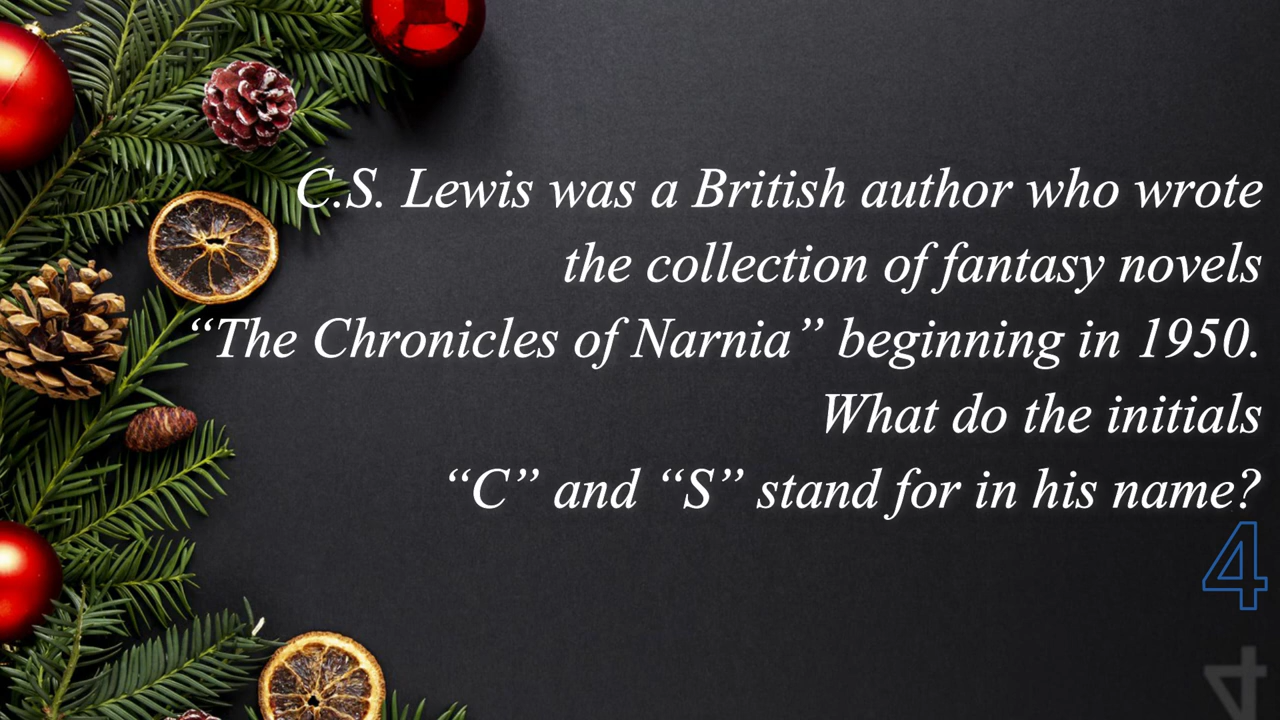 C.S. Lewis was a British author who wrote
the collection of fantasy novels
“The Chronicles of Narnia” beginning in 1950.
What do the initials
“C” and “S” stand for in his name?
4